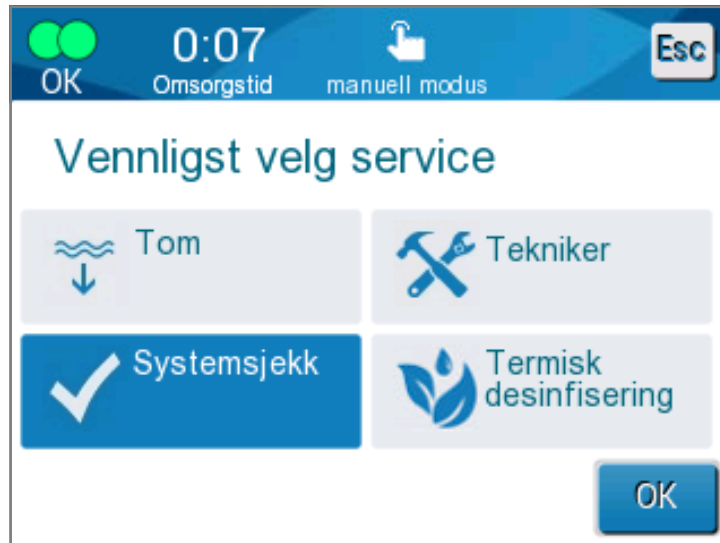 0:07
Esc
OK
Omsorgstid
manuell modus
Vennligst velg service
Tom
Tekniker
Systemsjekk
Termisk
desinfisering
OK